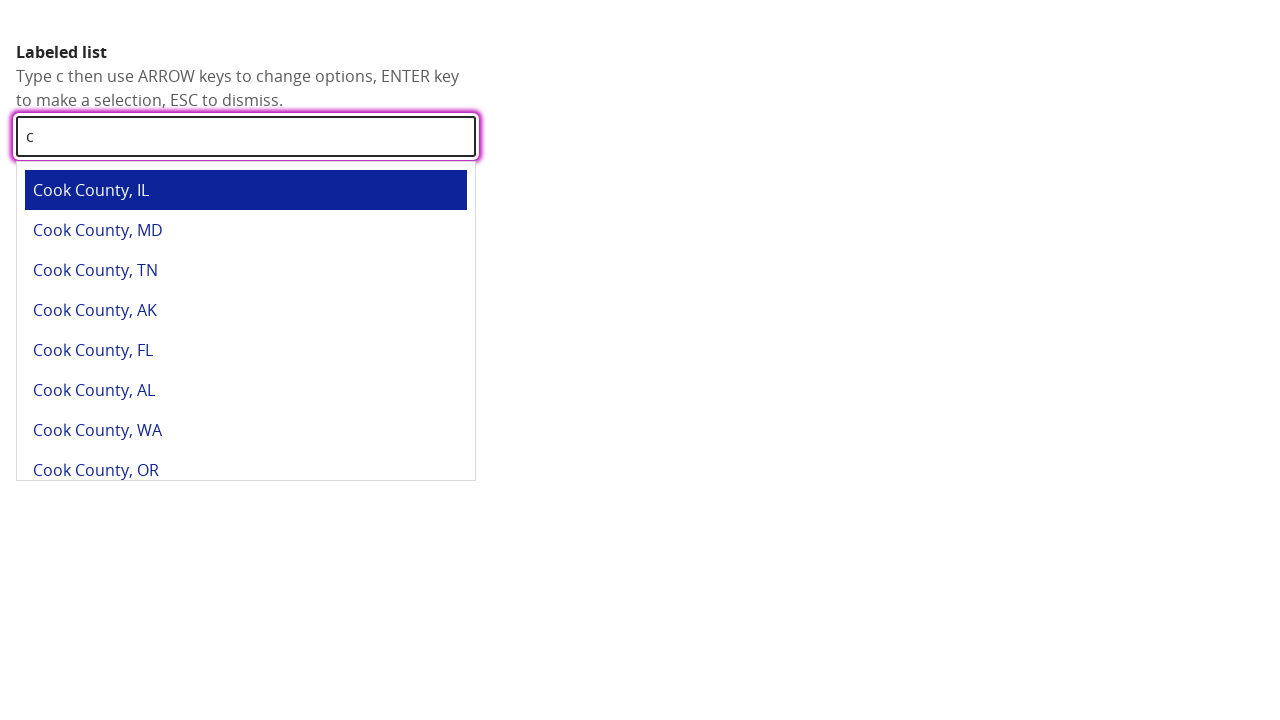 Labeled list
Type c then use ARROW keys to change options, ENTER key
to make a selection, ESC to dismiss.
c
Cook County, IL
Cook County, MD
Cook County, TN
Cook County, AK
Cook County, FL
Cook County, AL
Cook County, WA
Cook County, OR